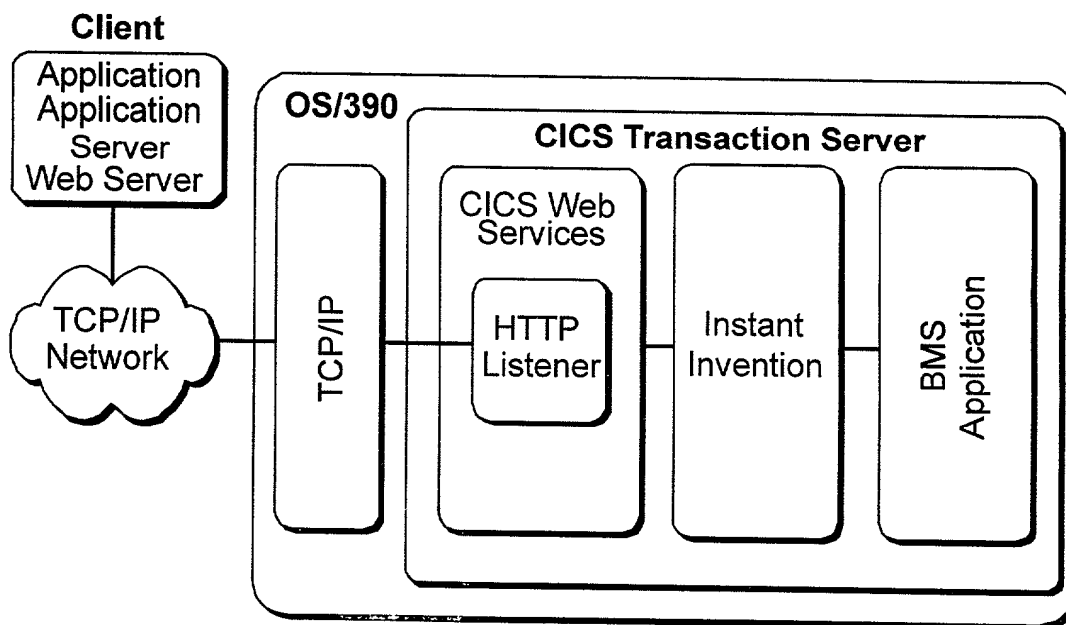 Client
Application
Application
Server
Web Server
TCP/IP
Network
OS/390
TCP/IP
CICS Transaction Server
CICS Web
Services
HTTP
Listener
Instant
Invention
BMS
Application